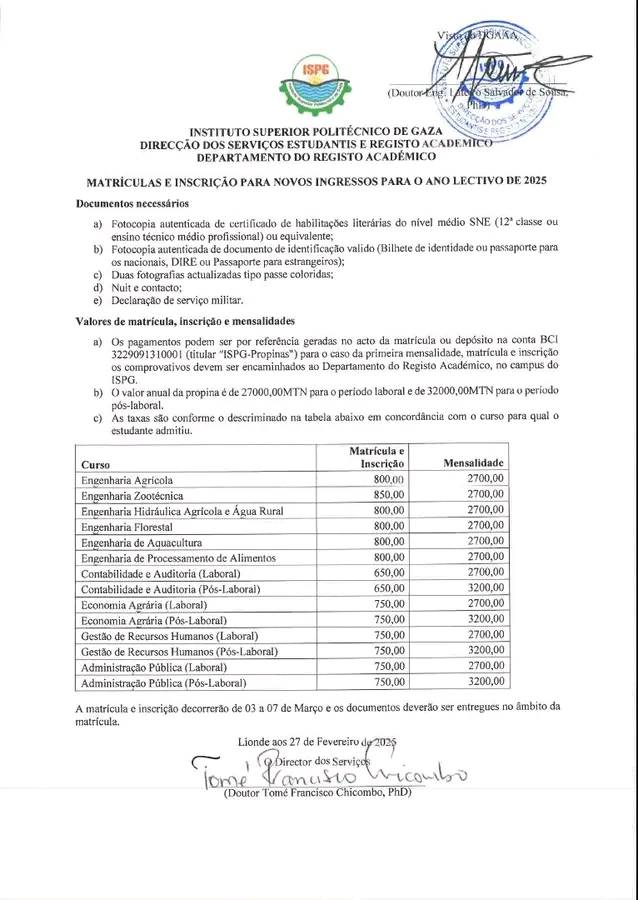 Visto da DGAAN
ISPG
(Doutor Eng. Lateiro Salvador de Sousa,
PhD)
INSTITUTO SUPERIOR POLITÉCNICO DE GAZA
DIRECÇÃO DOS SERVIÇOS ESTUDANTIS E REGISTO ACADEMICO
DEPARTAMENTO DO REGISTO ACADÉMICO
MATRÍCULAS E INSCRIÇÃO PARA NOVOS INGRESSOS PARA O ANO LECTIVO DE 2025
Documentos necessários
a) Fotocopia autenticada de certificado de habilitações literárias do nível médio SNE (12ª classe ou
ensino técnico médio profissional) ou equivalente;
b) Fotocopia autenticada de documento de identificação valido (Bilhete de identidade ou passaporte para
os nacionais, DIRE ou Passaporte para estrangeiros);
c) Duas fotografias actualizadas tipo passe coloridas;
d) Nuit e contacto;
e) Declaração de serviço militar.
Valores de matrícula, inscrição e mensalidades
a) Os pagamentos podem ser por referência geradas no acto da matrícula ou depósito na conta BCI
3229091310001 (titular "ISPG-Propinas") para o caso da primeira mensalidade, matrícula e inscrição
os comprovativos devem ser encaminhados ao Departamento do Registo Académico, no campus do
ISPG.
b) O valor anual da propina é de 27000,00MTN para o período laboral e de 32000,00MTN para o período
pós-laboral.
c) As taxas são conforme o descriminado na tabela abaixo em concordância com o curso para qual o
estudante admitiu.
Curso Matrícula e Inscrição Mensalidade
Engenharia Agrícola 800,00 2700,00
Engenharia Zootécnica 850,00 2700,00
Engenharia Hidráulica Agrícola e Água Rural 800,00 2700,00
Engenharia Florestal 800,00 2700,00
Engenharia de Aquacultura 800,00 2700,00
Engenharia de Processamento de Alimentos 800,00 2700,00
Contabilidade e Auditoria (Laboral) 650,00 2700,00
Contabilidade e Auditoria (Pós-Laboral) 650,00 3200,00
Economia Agrária (Laboral) 750,00 2700,00
Economia Agrária (Pós-Laboral) 750,00 3200,00
Gestão de Recursos Humanos (Laboral) 750,00 2700,00
Gestão de Recursos Humanos (Pós-Laboral) 750,00 3200,00
Administração Pública (Laboral) 750,00 2700,00
Administração Pública (Pós-Laboral) 750,00 3200,00
A matrícula e inscrição decorrerão de 03 a 07 de Março e os documentos deverão ser entregues no âmbito da
matrícula.
Lionde aos 27 de Fevereiro de 2025
O Director dos Serviços
Tomé Francisco Chicombo
(Doutor Tomé Francisco Chicombo, PhD)